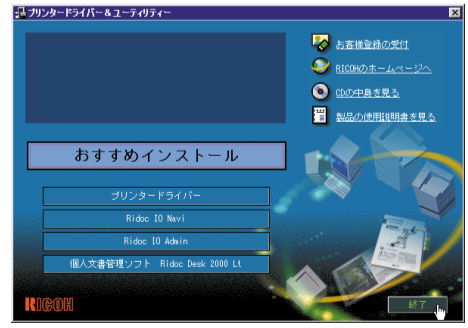 プリンタードライバー＆ユーティリティー
お客様登録の受付
RICOHのホームページへ
CDの中身を見る
製品の使用説明書を見る
おすすめインストール
プリンタードライバー
Ridoc IO Navi
Ridoc IO Admin
個人文書管理ソフト Ridoc Desk 2000 Lt
RICOH
終了